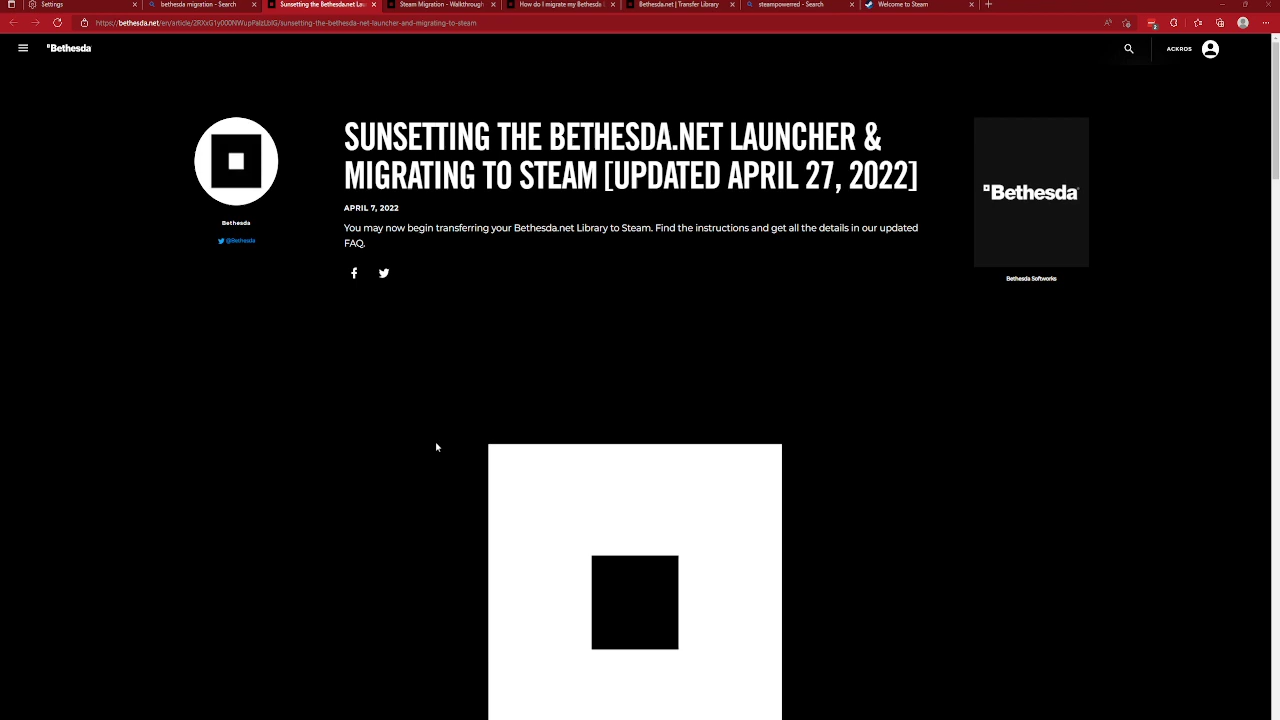 Settings
bethesda migration - Search
Sunsetting the Bethesda.net Lau
Steam Migration - Walkthrough
How do I migrate my Bethesda
Bethesda.net | Transfer Library
steampowrred - Search
Welcome to Steam
Bethesda
ACKROS
SUNSETTING THE BETHESDA.NET LAUNCHER &
MIGRATING TO STEAM [UPDATED APRIL 27, 2022]
APRIL 7, 2022
You may now begin transferring your Bethesda.net Library to Steam. Find the instructions and get all the details in our updated
FAQ.
Bethesda
@Bethesda
Bethesda
Bethesda Softworks